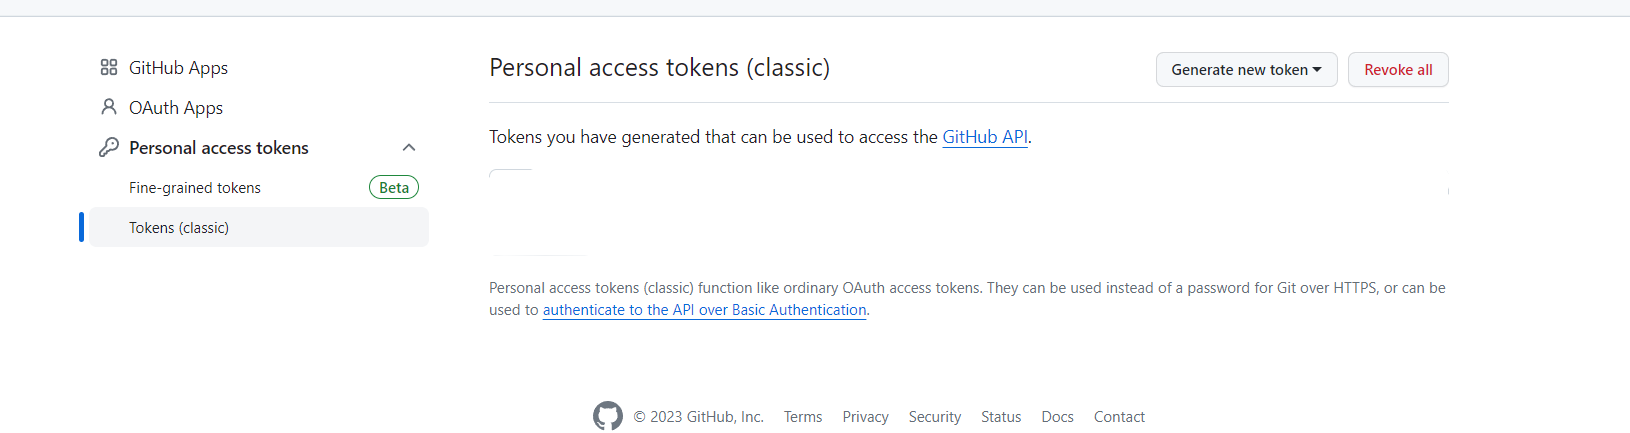 GitHub Apps
OAuth Apps
Personal access tokens
Fine-grained tokens Beta
Tokens (classic)
Personal access tokens (classic)
Generate new token
Revoke all
Tokens you have generated that can be used to access the GitHub API.
Personal access tokens (classic) function like ordinary OAuth access tokens. They can be used instead of a password for Git over HTTPS, or can be
used to authenticate to the API over Basic Authentication.
© 2023 GitHub, Inc. Terms Privacy Security Status Docs Contact